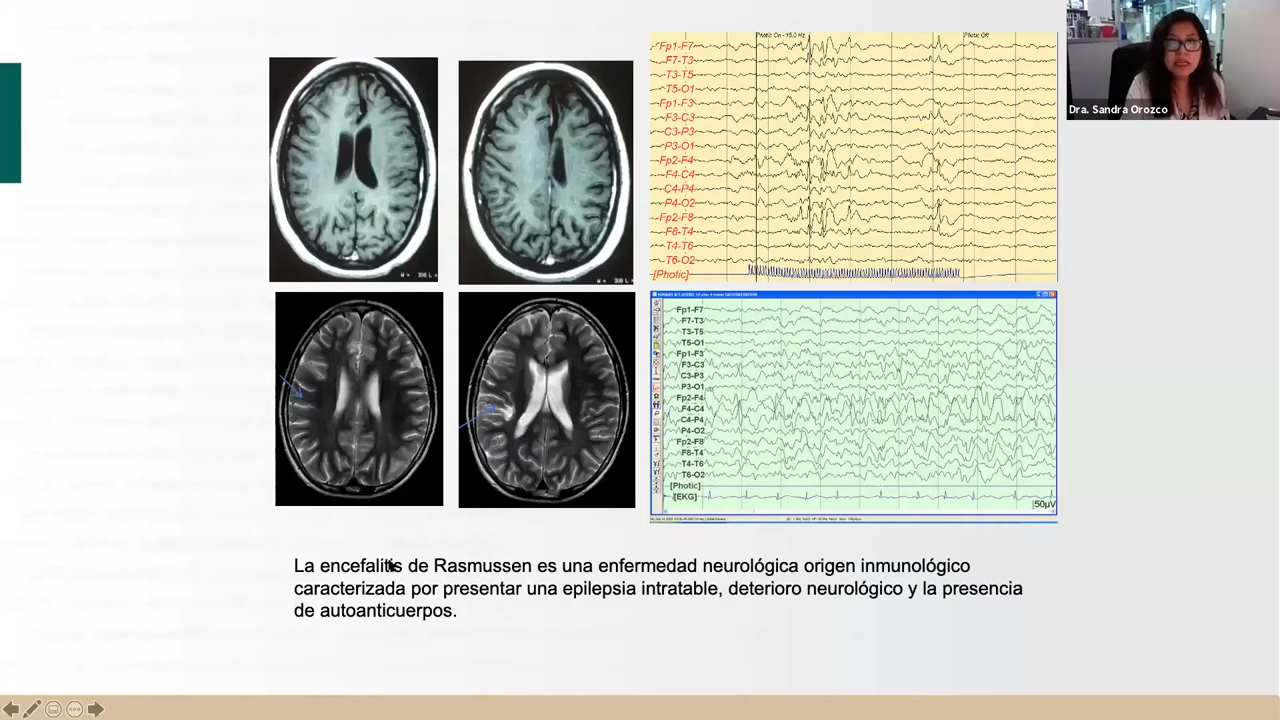 Dra. Sandra Orozco
Photic On - 15.0 Hz
Photic Off
Fp1-F7
F7-T3
T3-T5
T5-O1
Fp1-F3
F3-C3
C3-P3
P3-O1
Fp2-F4
F4-C4
C4-P4
P4-O2
Fp2-F8
F8-T4
T4-T6
T6-O2
[Photic]
Fp1-F7
F7-T3
T3-T5
T5-O1
Fp1-F3
F3-C3
C3-P3
P3-O1
Fp2-F4
F4-C4
C4-P4
P4-O2
Fp2-F8
F8-T4
T4-T6
T6-O2
[Photic]
[EKG]
50µV
La encefalitis de Rasmussen es una enfermedad neurológica origen inmunológico
caracterizada por presentar una epilepsia intratable, deterioro neurológico y la presencia
de autoanticuerpos.